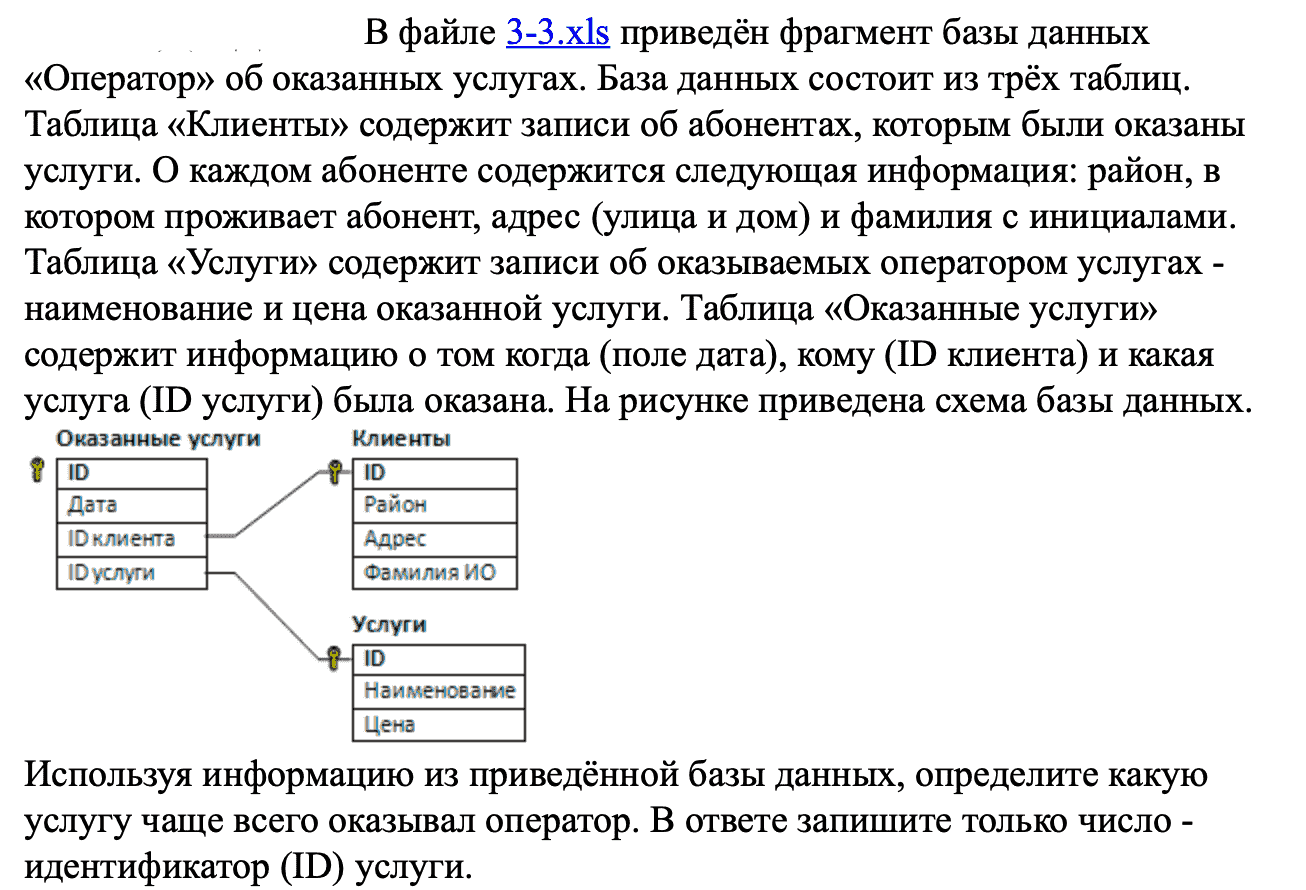 В файле 3-3.xls приведён фрагмент базы данных
«Оператор» об оказанных услугах. База данных состоит из трёх таблиц.
Таблица «Клиенты» содержит записи об абонентах, которым были оказаны
услуги. О каждом абоненте содержится следующая информация: район, в
котором проживает абонент, адрес (улица и дом) и фамилия с инициалами.
Таблица «Услуги» содержит записи об оказываемых оператором услугах -
наименование и цена оказанной услуги. Таблица «Оказанные услуги»
содержит информацию о том когда (поле дата), кому (ID клиента) и какая
услуга (ID услуги) была оказана. На рисунке приведена схема базы данных.
Оказанные услуги
ID
Дата
ID клиента
ID услуги
Клиенты
ID
Район
Адрес
Фамилия ИО
Услуги
ID
Наименование
Цена
Используя информацию из приведённой базы данных, определите какую
услугу чаще всего оказывал оператор. В ответе запишите только число -
идентификатор (ID) услуги.